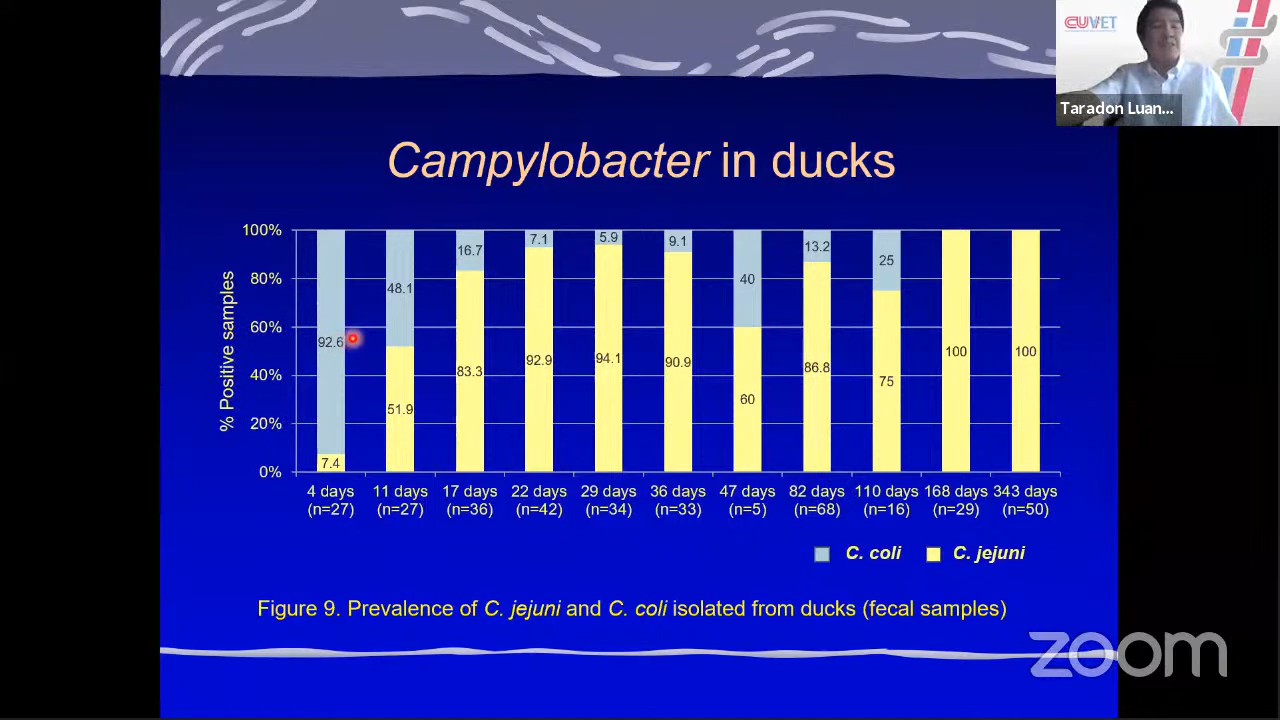 CUVET
Taradon Luan...
Campylobacter in ducks
% Positive samples
100%
80%
60%
40%
20%
0%
92.6
7.4
48.1
51.9
16.7
83.3
7.1
92.9
5.9
94.1
9.1
90.9
40
60
13.2
86.8
25
75
100
100
4 days 11 days 17 days 22 days 29 days 36 days 47 days 82 days 110 days 168 days 343 days
(n=27) (n=27) (n=36) (n=42) (n=34) (n=33) (n=5) (n=68) (n=16) (n=29) (n=50)
C. coli C. jejuni
Figure 9. Prevalence of C. jejuni and C. coli isolated from ducks (fecal samples)
zoom